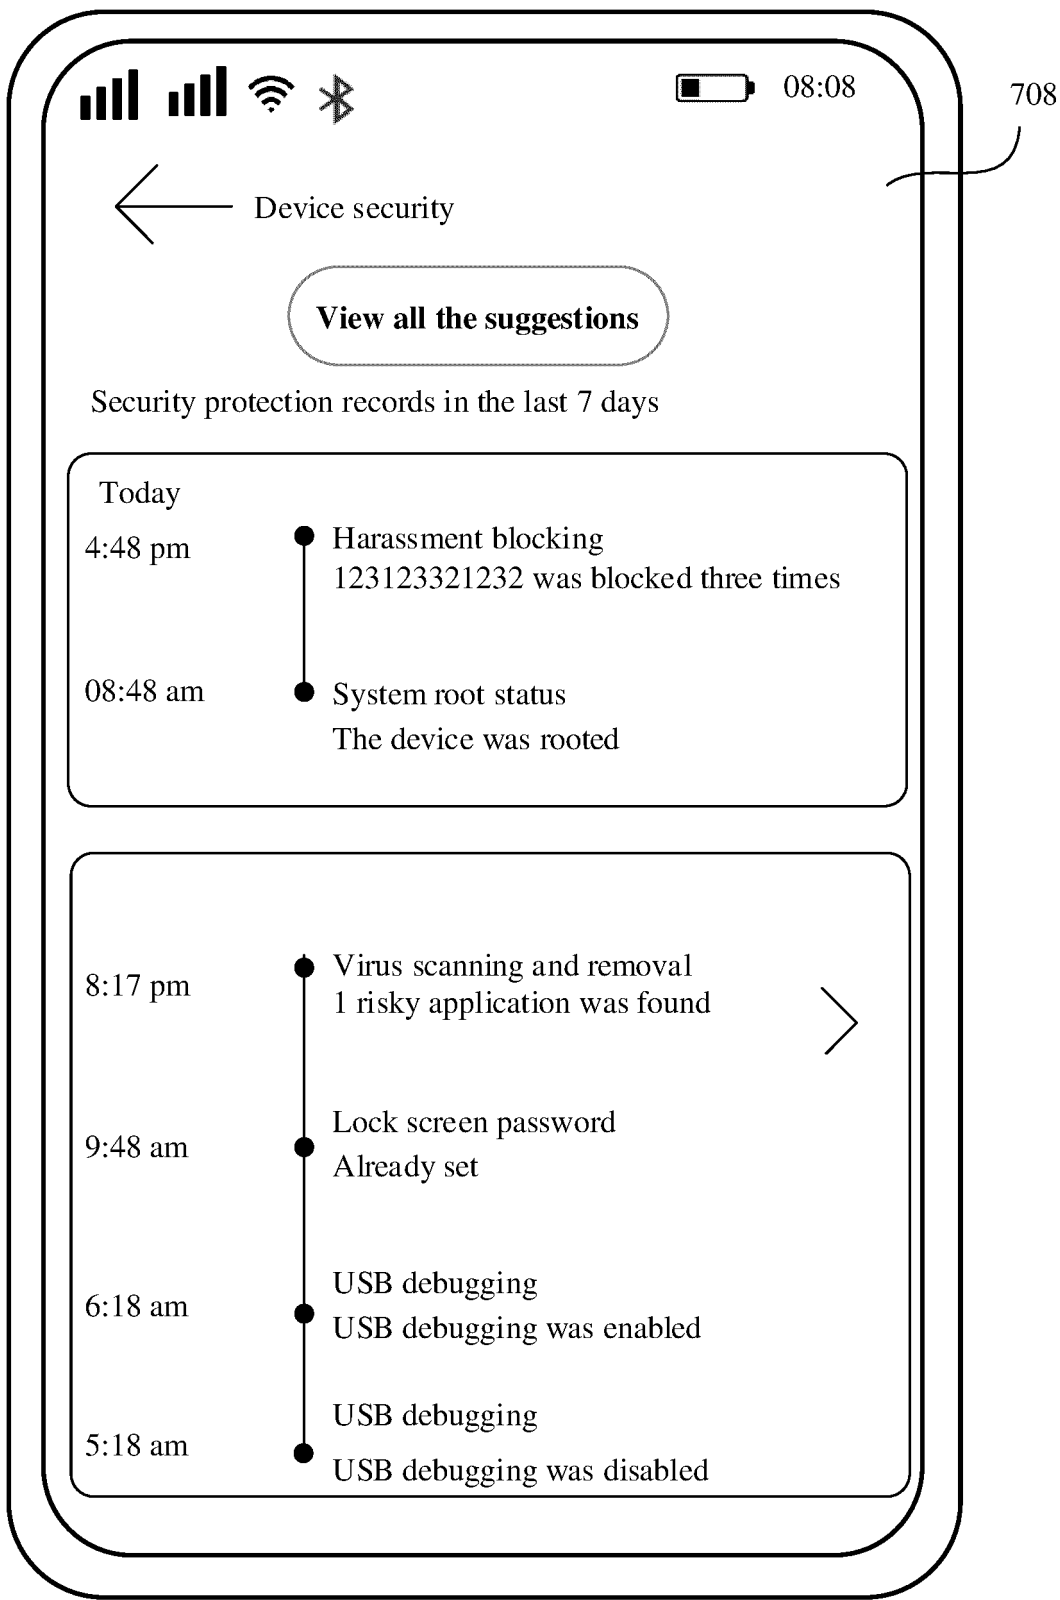 08:08
708
Device security
View all the suggestions
Security protection records in the last 7 days
Today
4:48 pm
Harassment blocking
123123321232 was blocked three times
08:48 am
System root status
The device was rooted
8:17 pm
Virus scanning and removal
1 risky application was found
9:48 am
Lock screen password
Already set
6:18 am
USB debugging
USB debugging was enabled
5:18 am
USB debugging
USB debugging was disabled